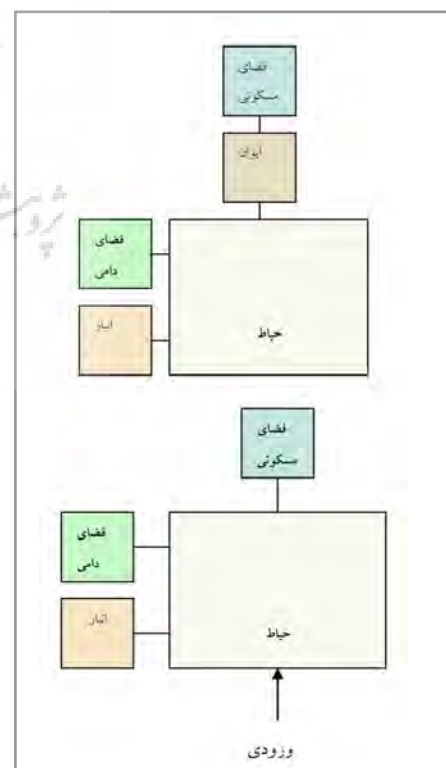 فضای
مسکونی
ایوان
فضای
دامی
انبار
حیاط
فضای
مسکونی
فضای
دامی
انبار
حیاط
ورودی